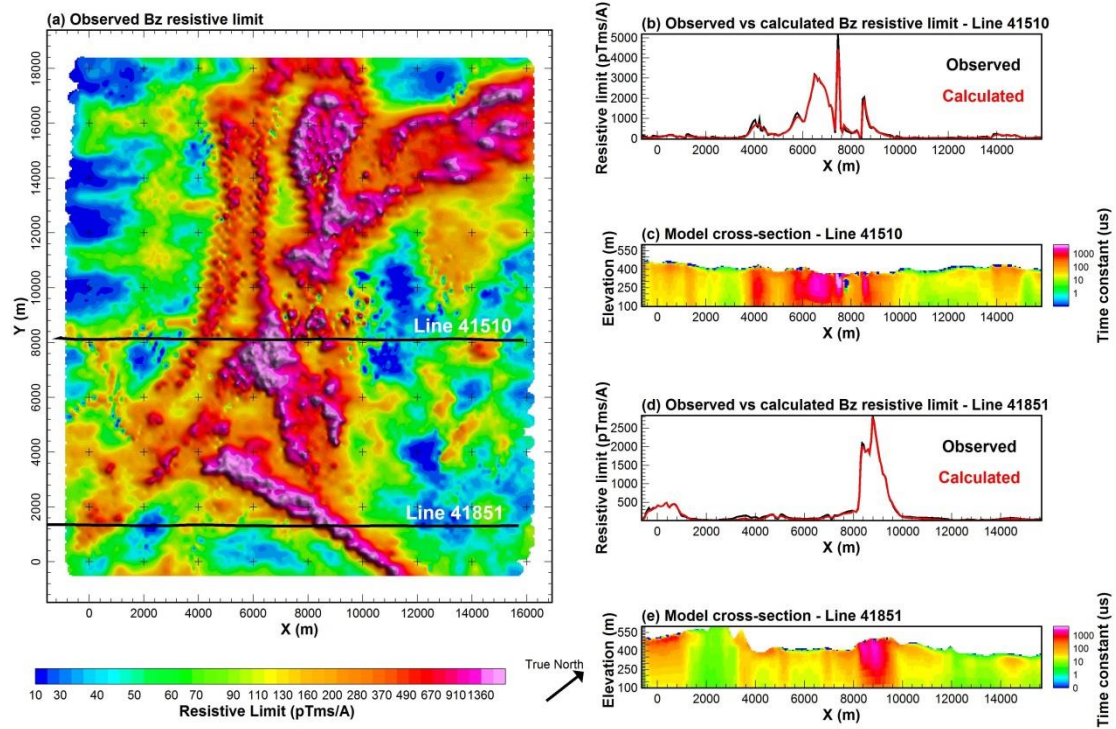 (a) Observed Bz resistive limit
Y (m)
18000
16000
14000
12000
10000
8000
6000
4000
2000
0
Line 41510
Line 41851
0 2000 4000 6000 8000 10000 12000 14000 16000
X (m)
10 30 40 50 60 70 90 110 130 200 280 370 490 670 910 1360
Resistive Limit (pTms/A)
True North
(b) Observed vs calculated Bz resistive limit - Line 41510
Resistive limit (pTms/A)
5000
4000
3000
2000
1000
0
Observed
Calculated
0 2000 4000 6000 8000 10000 12000 14000
X (m)
(c) Model cross-section - Line 41510
Elevation (m)
550
400
250
100
0 2000 4000 6000 8000 10000 12000 14000
X (m)
Time constant (us)
1000
100
10
1
(d) Observed vs calculated Bz resistive limit - Line 41851
Resistive limit (pTms/A)
2500
2000
1500
1000
500
Observed
Calculated
0 2000 4000 6000 8000 10000 12000 14000
X (m)
(e) Model cross-section - Line 41851
Elevation (m)
550
400
250
100
0 2000 4000 6000 8000 10000 12000 14000
X (m)
Time constant (us)
1000
100
10
1
0